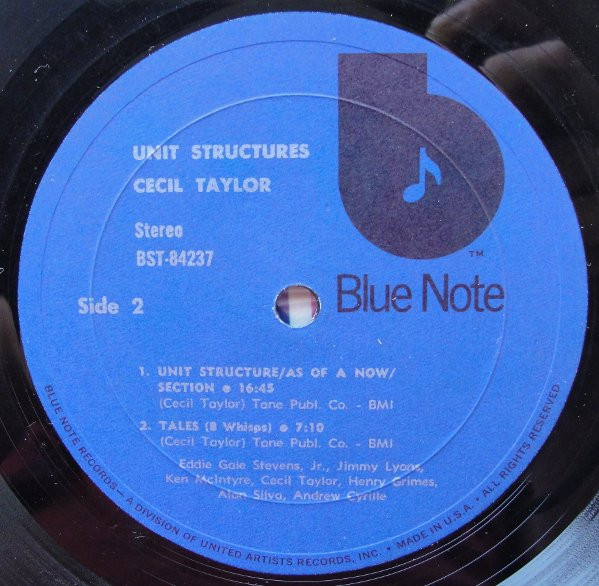 UNIT STRUCTURES
CECIL TAYLOR
Stereo
BST-84237
Side 2
TM
Blue Note
1. UNIT STRUCTURE/AS OF A NOW/
SECTION @ 16:45
(Cecil Taylor) Tane Publ. Co. - BMI
2. TALES (8 Whisps) @ 7:10
(Cecil Taylor) Tane Publ. Co. - BMI
Eddie Gale Stevens, Jr., Jimmy Lyons,
Ken McIntyre, Cecil Taylor, Henry Grimes,
Alan Silva, Andrew Cyrille
BLUE NOTE RECORDS—A DIVISION OF UNITED ARTISTS RECORDS, INC. • MADE IN U.S.A. • ALL RIGHTS RESERVED